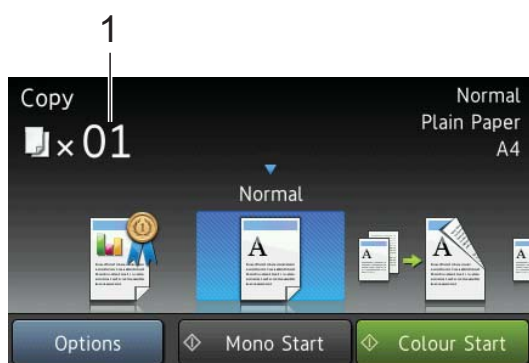 1
Copy
×01
Normal
Plain Paper
A4
Normal
A
A
A
A
Options
Mono Start
Colour Start